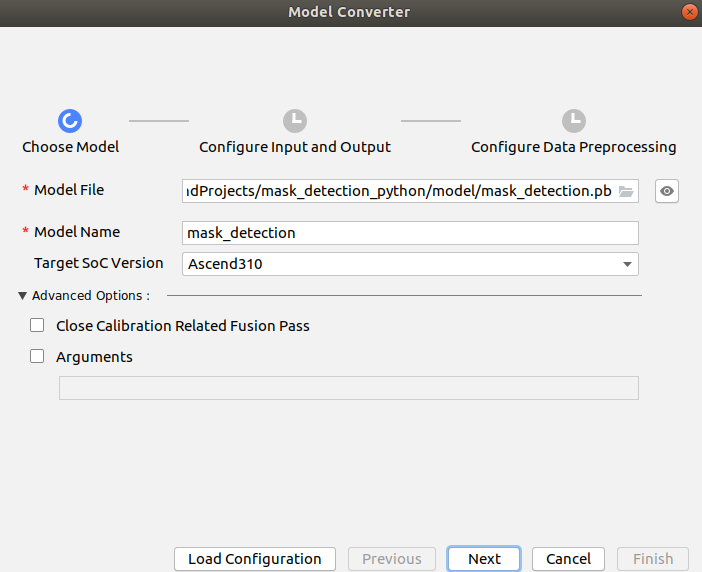 Model Converter
Choose Model
Configure Input and Output
Configure Data Preprocessing
* Model File
ndProjects/mask_detection_python/model/mask_detection.pb
* Model Name
mask_detection
Target SoC Version
Ascend310
Advanced Options :
Close Calibration Related Fusion Pass
Arguments
Load Configuration
Previous
Next
Cancel
Finish